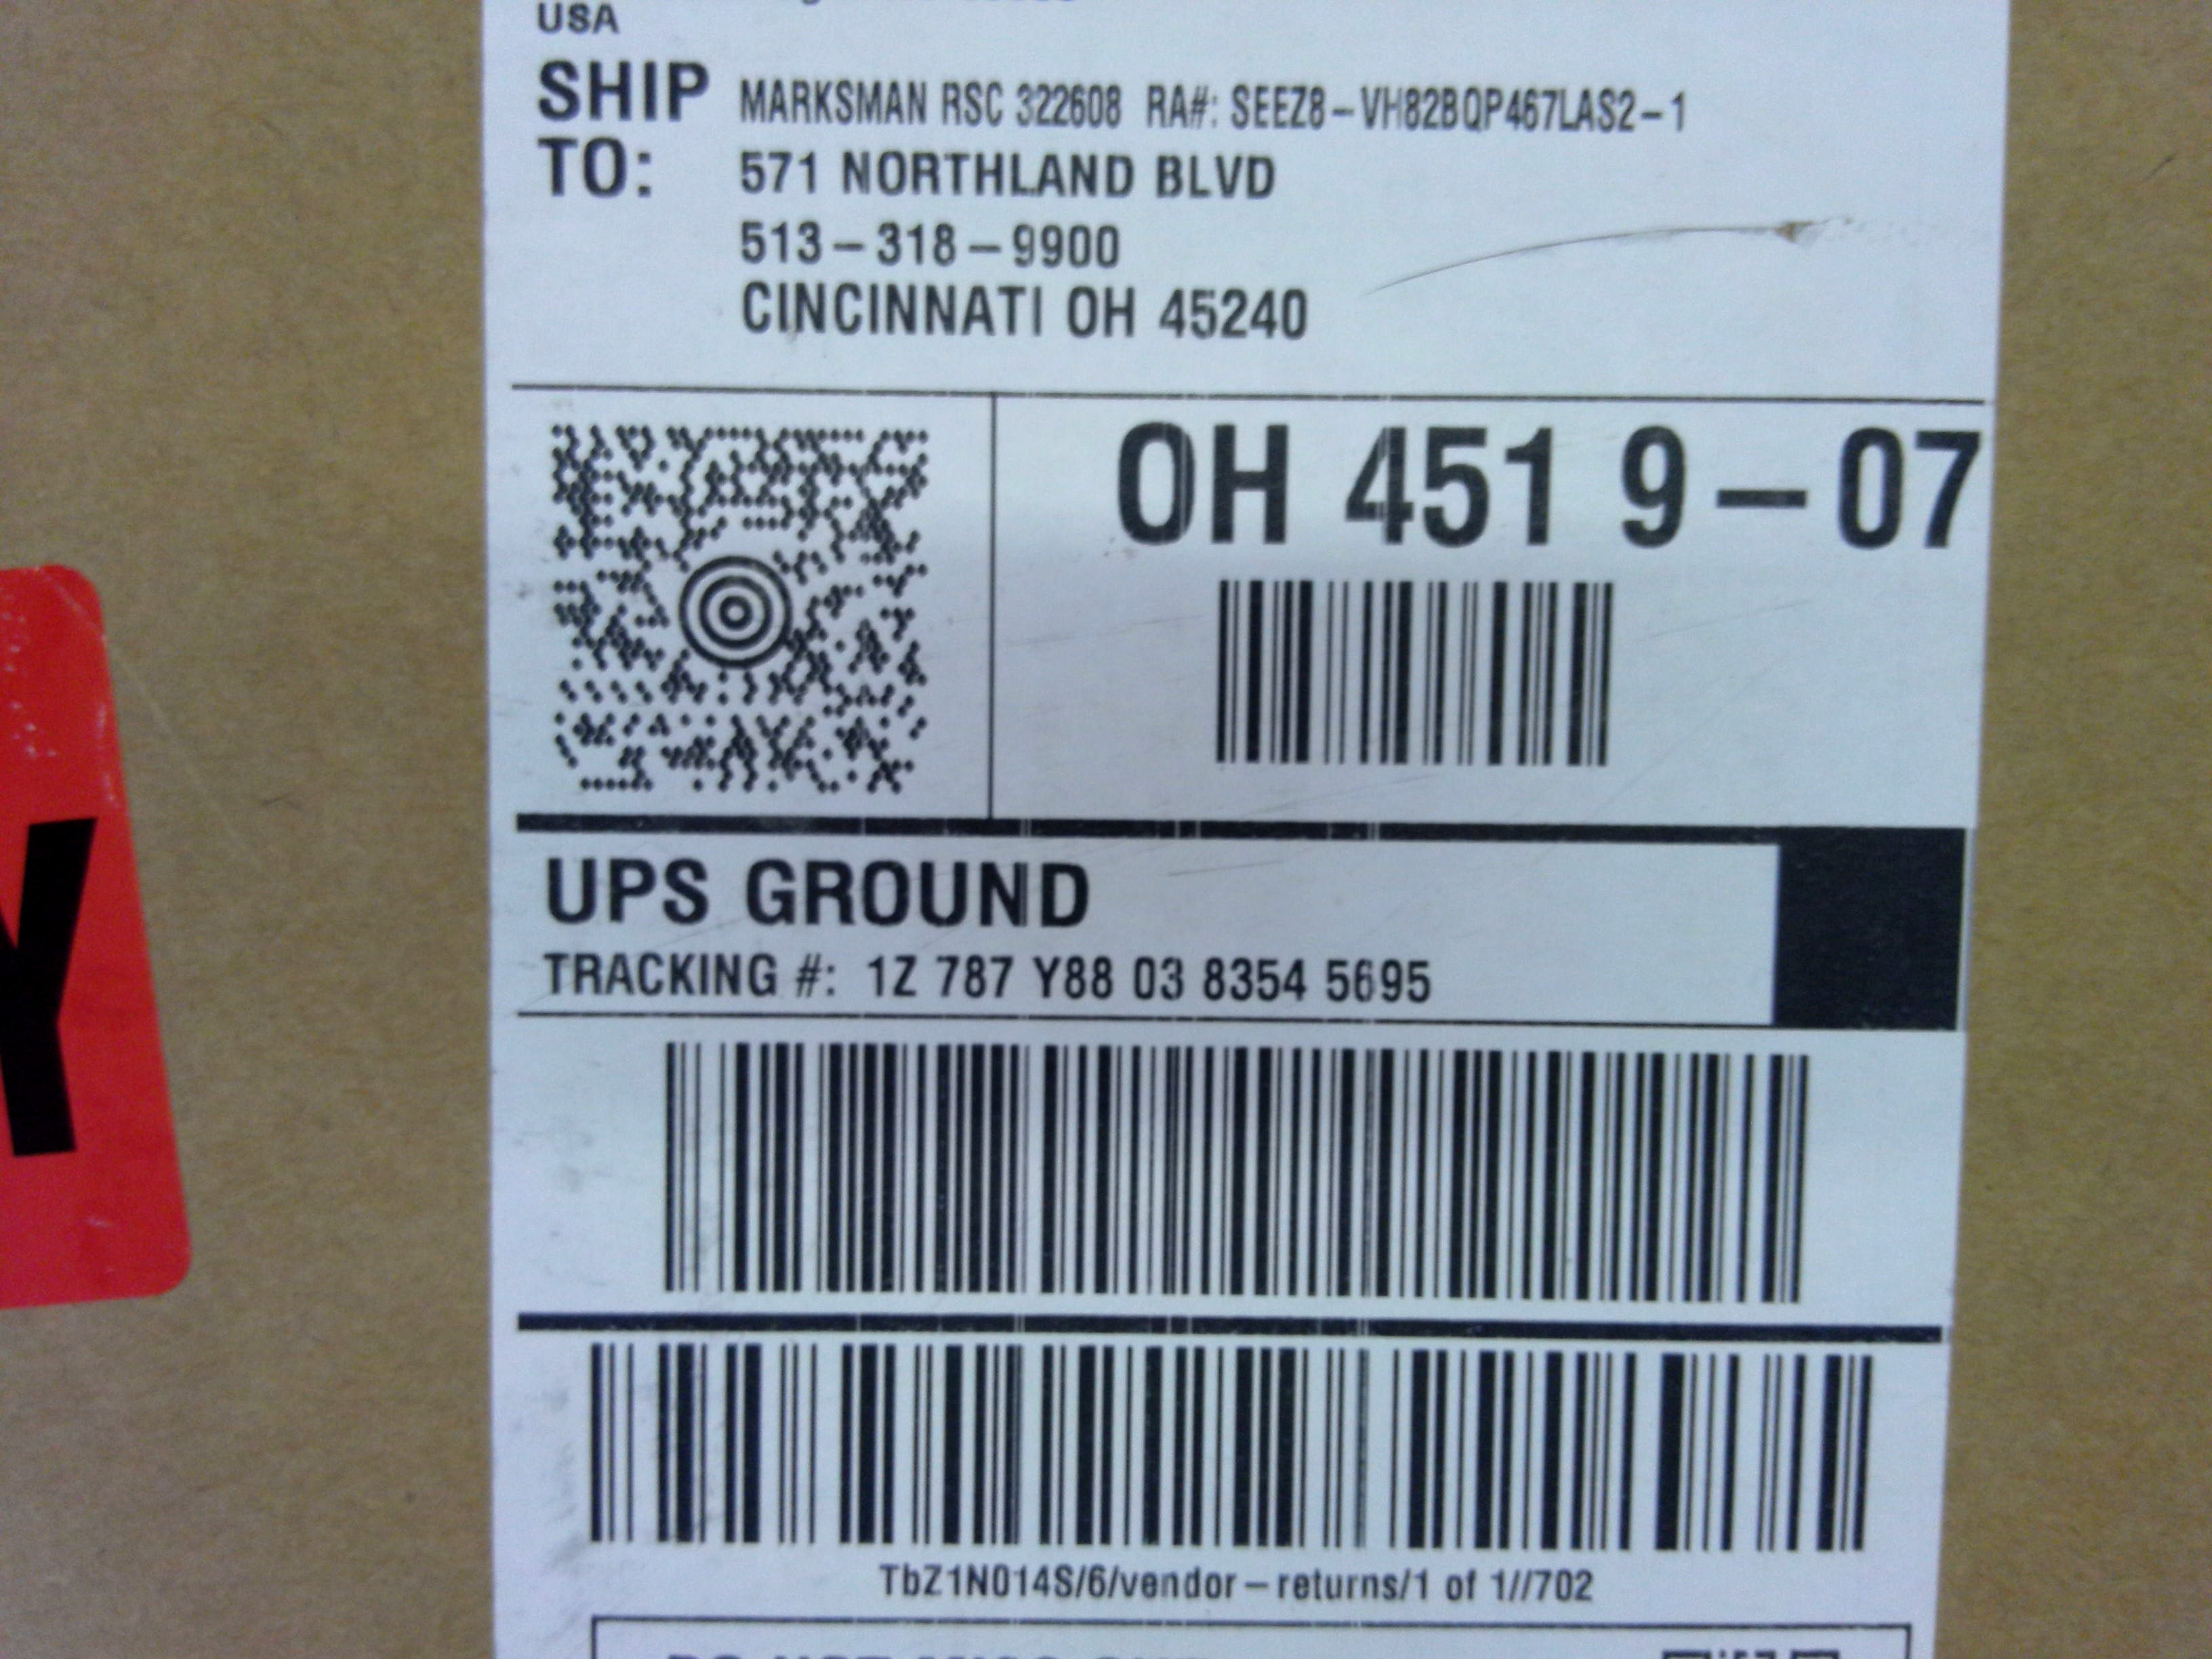 USA
SHIP TO:
MARKSMAN RSC 322608 RA#: SEEZ8-VH82BQP467LAS2-1
571 NORTHLAND BLVD
513-318-9900
CINCINNATI OH 45240
OH 451 9-07
UPS GROUND
TRACKING #: 1Z 787 Y88 03 8354 5695
TbZ1N014S/6/vendor-returns/1 of 1//702
Y